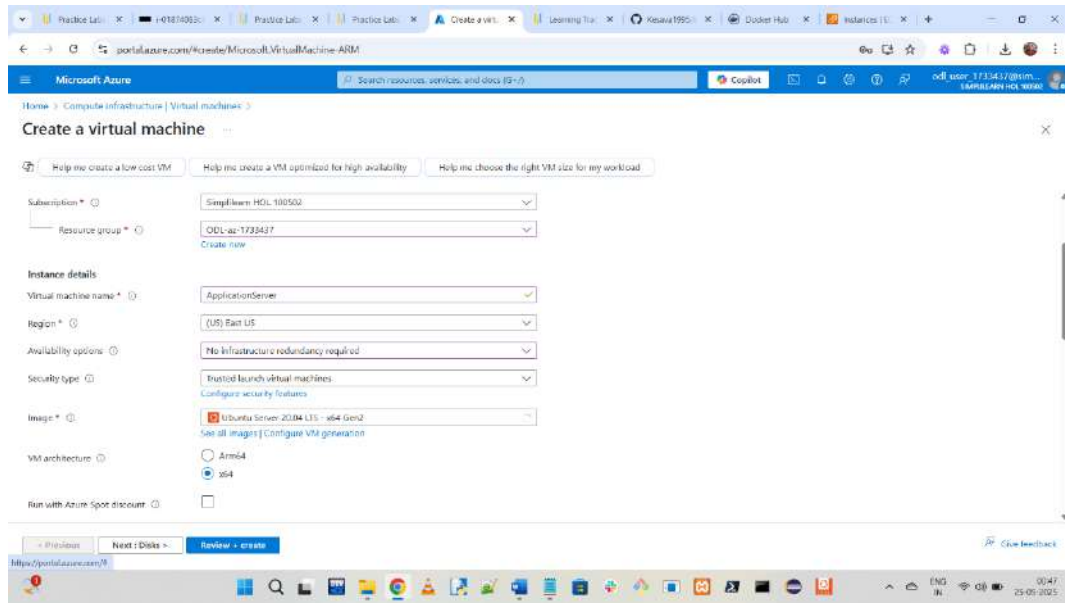 Practice Lab
Practice Lab
Practice Lab
Create a virt
Learning
Docker Hub
Instances |
portal.azure.com/#create/Microsoft.VirtualMachine-ARM
Microsoft Azure
Search resources, services, and docs (G+/)
Copilot
odl_user_1733437@sim...
SIMPLILEARN HOL 100502
Home > Compute infrastructure | Virtual machines >
Create a virtual machine ...
Help me create a low cost VM
Help me create a VM optimized for high availability
Help me choose the right VM size for my workload
Subscription *
Simplilearn HOL 100502
Resource group *
ODL-az-1733437
Create new
Instance details
Virtual machine name *
ApplicationServer
Region *
(US) East US
Availability options
No infrastructure redundancy required
Security type
Trusted launch virtual machines
Configure security features
Image *
Ubuntu Server 20.04 LTS - x64 Gen2
See all images | Configure VM generation
VM architecture
Arm64
x64
Run with Azure Spot discount
< Previous
Next : Disks >
Review + create
Give feedback
https://portal.azure.com/#
ENG
IN
00:47
25-05-2025